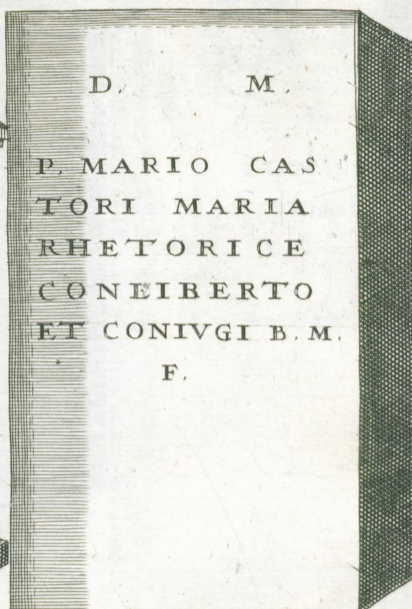 D. M.
P. MARIO CAS
TORI MARIA
RHETORICE
CONEIBERTO
ET CONIVGI B. M.
F.